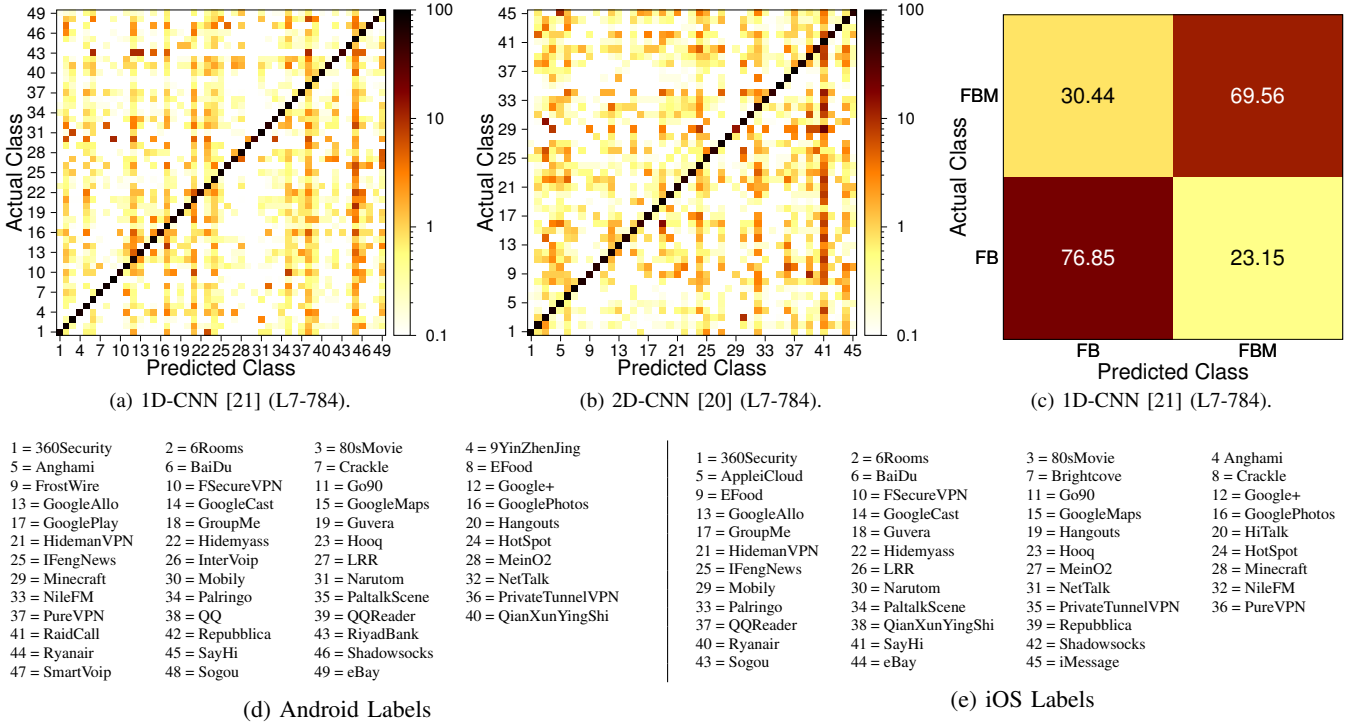 49
46
43
40
37
34
31
28
25
22
19
16
13
10
7
4
1
Actual Class
1 4 7 10 13 16 19 22 25 28 31 34 37 40 43 46 49
Predicted Class
100
10
1
0.1
(a) 1D-CNN [21] (L7-784).
45
41
37
33
29
25
21
17
13
9
5
1
Actual Class
1 5 9 13 17 21 25 29 33 37 41 45
Predicted Class
100
10
1
0.1
(b) 2D-CNN [20] (L7-784).
Actual Class
FBM 30.44 69.56
FB 76.85 23.15
FB FBM
Predicted Class
(c) 1D-CNN [21] (L7-784).
1 = 360Security 2 = 6Rooms 3 = 80sMovie 4 = 9YinZhenJing
5 = Anghami 6 = BaiDu 7 = Crackle 8 = EFood
9 = FrostWire 10 = FSecureVPN 11 = Go90 12 = Google+
13 = GoogleAllo 14 = GoogleCast 15 = GoogleMaps 16 = GooglePhotos
17 = GooglePlay 18 = GroupMe 19 = Guvera 20 = Hangouts
21 = HidemanVPN 22 = Hidemyass 23 = Hooq 24 = HotSpot
25 = IFengNews 26 = InterVoip 27 = LRR 28 = MeinO2
29 = Minecraft 30 = Mobily 31 = Narutom 32 = NetTalk
33 = NileFM 34 = Palringo 35 = PaltalkScene 36 = PrivateTunnelVPN
37 = PureVPN 38 = QQ 39 = QQReader 40 = QianXunYingShi
41 = RaidCall 42 = Repubblica 43 = RiyadBank
44 = Ryanair 45 = SayHi 46 = Shadowsocks
47 = SmartVoip 48 = Sogou 49 = eBay
(d) Android Labels
1 = 360Security 2 = 6Rooms 3 = 80sMovie 4 Anghami
5 = AppleiCloud 6 = BaiDu 7 = Brightcove 8 = Crackle
9 = EFood 10 = FSecureVPN 11 = Go90 12 = Google+
13 = GoogleAllo 14 = GoogleCast 15 = GoogleMaps 16 = GooglePhotos
17 = GroupMe 18 = Guvera 19 = Hangouts 20 = HiTalk
21 = HidemanVPN 22 = Hidemyass 23 = Hooq 24 = HotSpot
25 = IFengNews 26 = LRR 27 = MeinO2 28 = Minecraft
29 = Mobily 30 = Narutom 31 = NetTalk 32 = NileFM
33 = Palringo 34 = PaltalkScene 35 = PrivateTunnelVPN 36 = PureVPN
37 = QQReader 38 = QianXunYingShi 39 = Repubblica
40 = Ryanair 41 = SayHi 42 = Shadowsocks
43 = Sogou 44 = eBay 45 = iMessage
(e) iOS Labels